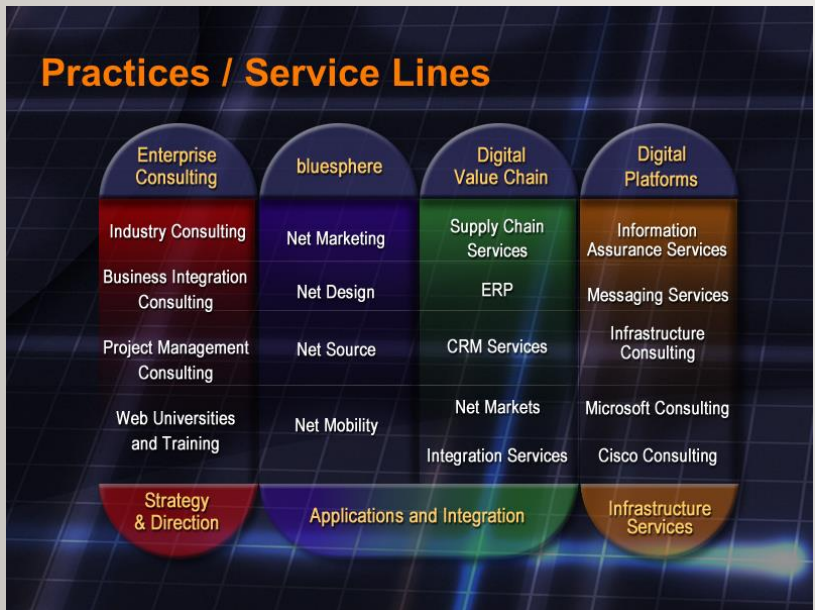 Practices / Service Lines
Enterprise
Consulting
Industry Consulting
Business Integration
Consulting
Project Management
Consulting
Web Universities
and Training
Strategy
& Direction
bluesphere
Net Marketing
Net Design
Net Source
Net Mobility
Digital
Value Chain
Supply Chain
Services
ERP
CRM Services
Net Markets
Integration Services
Applications and Integration
Digital
Platforms
Information
Assurance Services
Messaging Services
Infrastructure
Consulting
Microsoft Consulting
Cisco Consulting
Infrastructure
Services